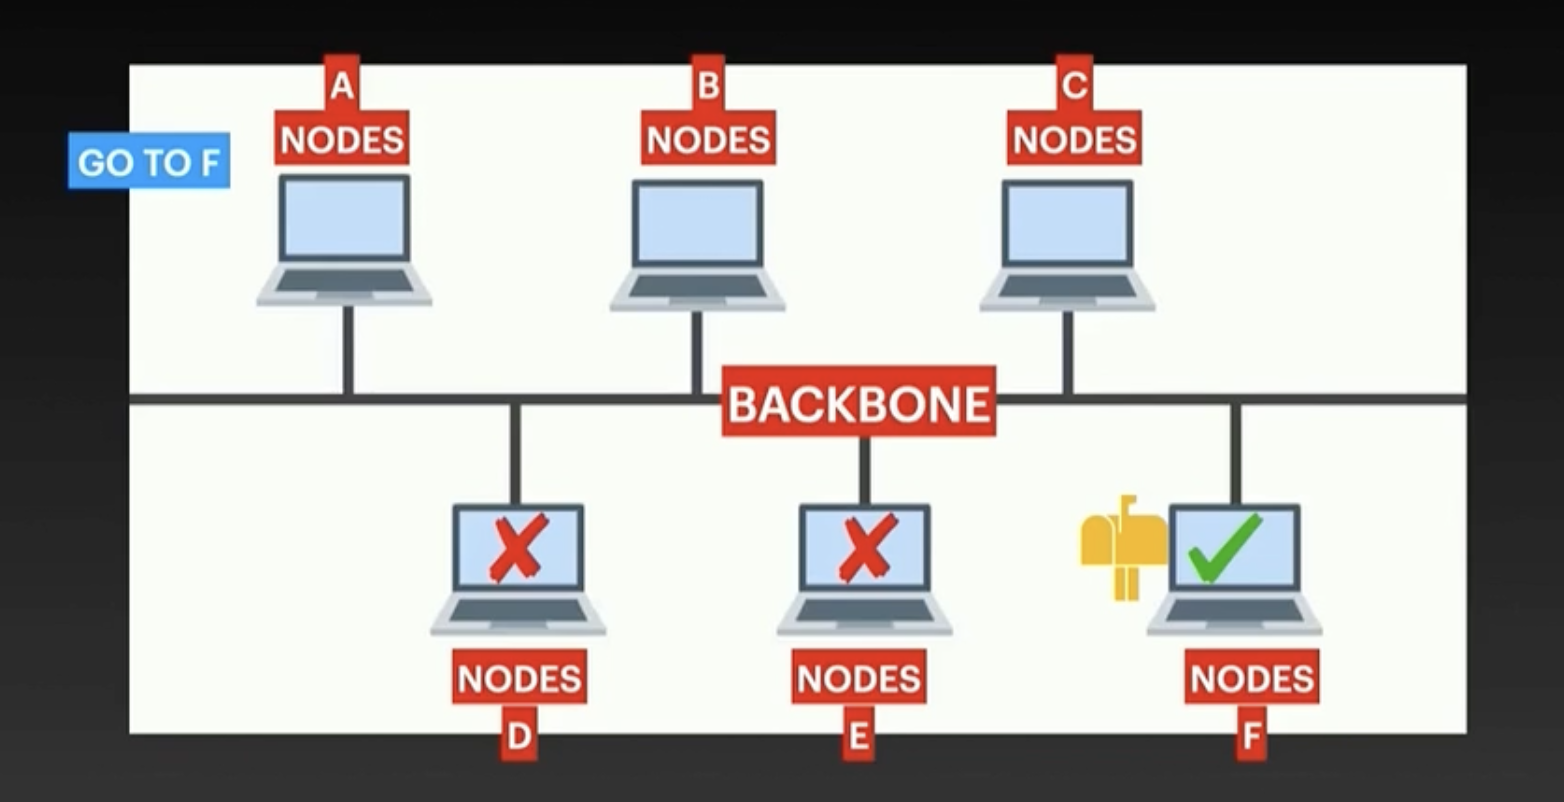 A
B
C
NODES
NODES
NODES
GO TO F
BACKBONE
NODES
NODES
NODES
D
E
F